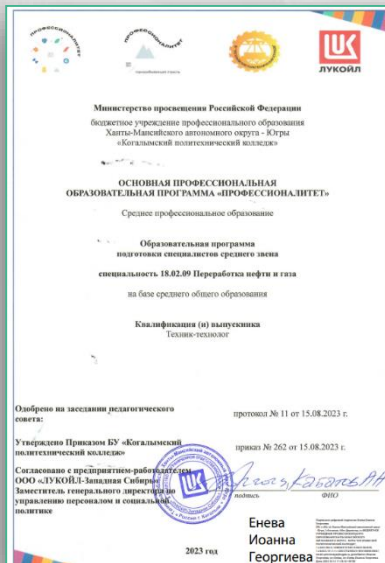 ПРОФЕССИОНАЛИТЕТ
ПРОФЕССИОНАЛИТЕТ
ЛУКОЙЛ
Министерство просвещения Российской Федерации
бюджетное учреждение профессионального образования
Ханты-Мансийского автономного округа - Югры
«Когалымский политехнический колледж»
ОСНОВНАЯ ПРОФЕССИОНАЛЬНАЯ
ОБРАЗОВАТЕЛЬНАЯ ПРОГРАММА «ПРОФЕССИОНАЛИТЕТ»
Среднее профессиональное образование
Образовательная программа
подготовки специалистов среднего звена
специальность 18.02.09 Переработка нефти и газа
на базе среднего общего образования
Квалификация (и) выпускника
Техник-технолог
Одобрено на заседании педагогического
совета:
протокол № 11 от 15.08.2023 г.
Утверждено Приказом БУ «Когалымский
политехнический колледж»
приказ № 262 от 15.08.2023 г.
Согласовано с предприятием-работодателем
ООО «ЛУКОЙЛ-Западная Сибирь»
Заместитель генерального директора по
управлению персоналом и социальной
политике
подпись ФИО
2023 год
Енева
Иоанна
Георгиева